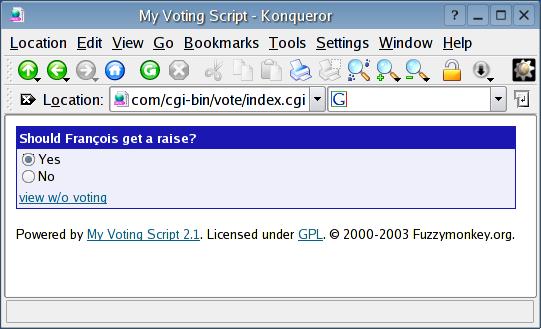 My Voting Script - Konqueror
Location Edit View Go Bookmarks Tools Settings Window Help
Location: com/cgi-bin/vote/index.cgi G
Should François get a raise?
Yes
No
view w/o voting
Powered by My Voting Script 2.1. Licensed under GPL. © 2000-2003 Fuzzymonkey.org.